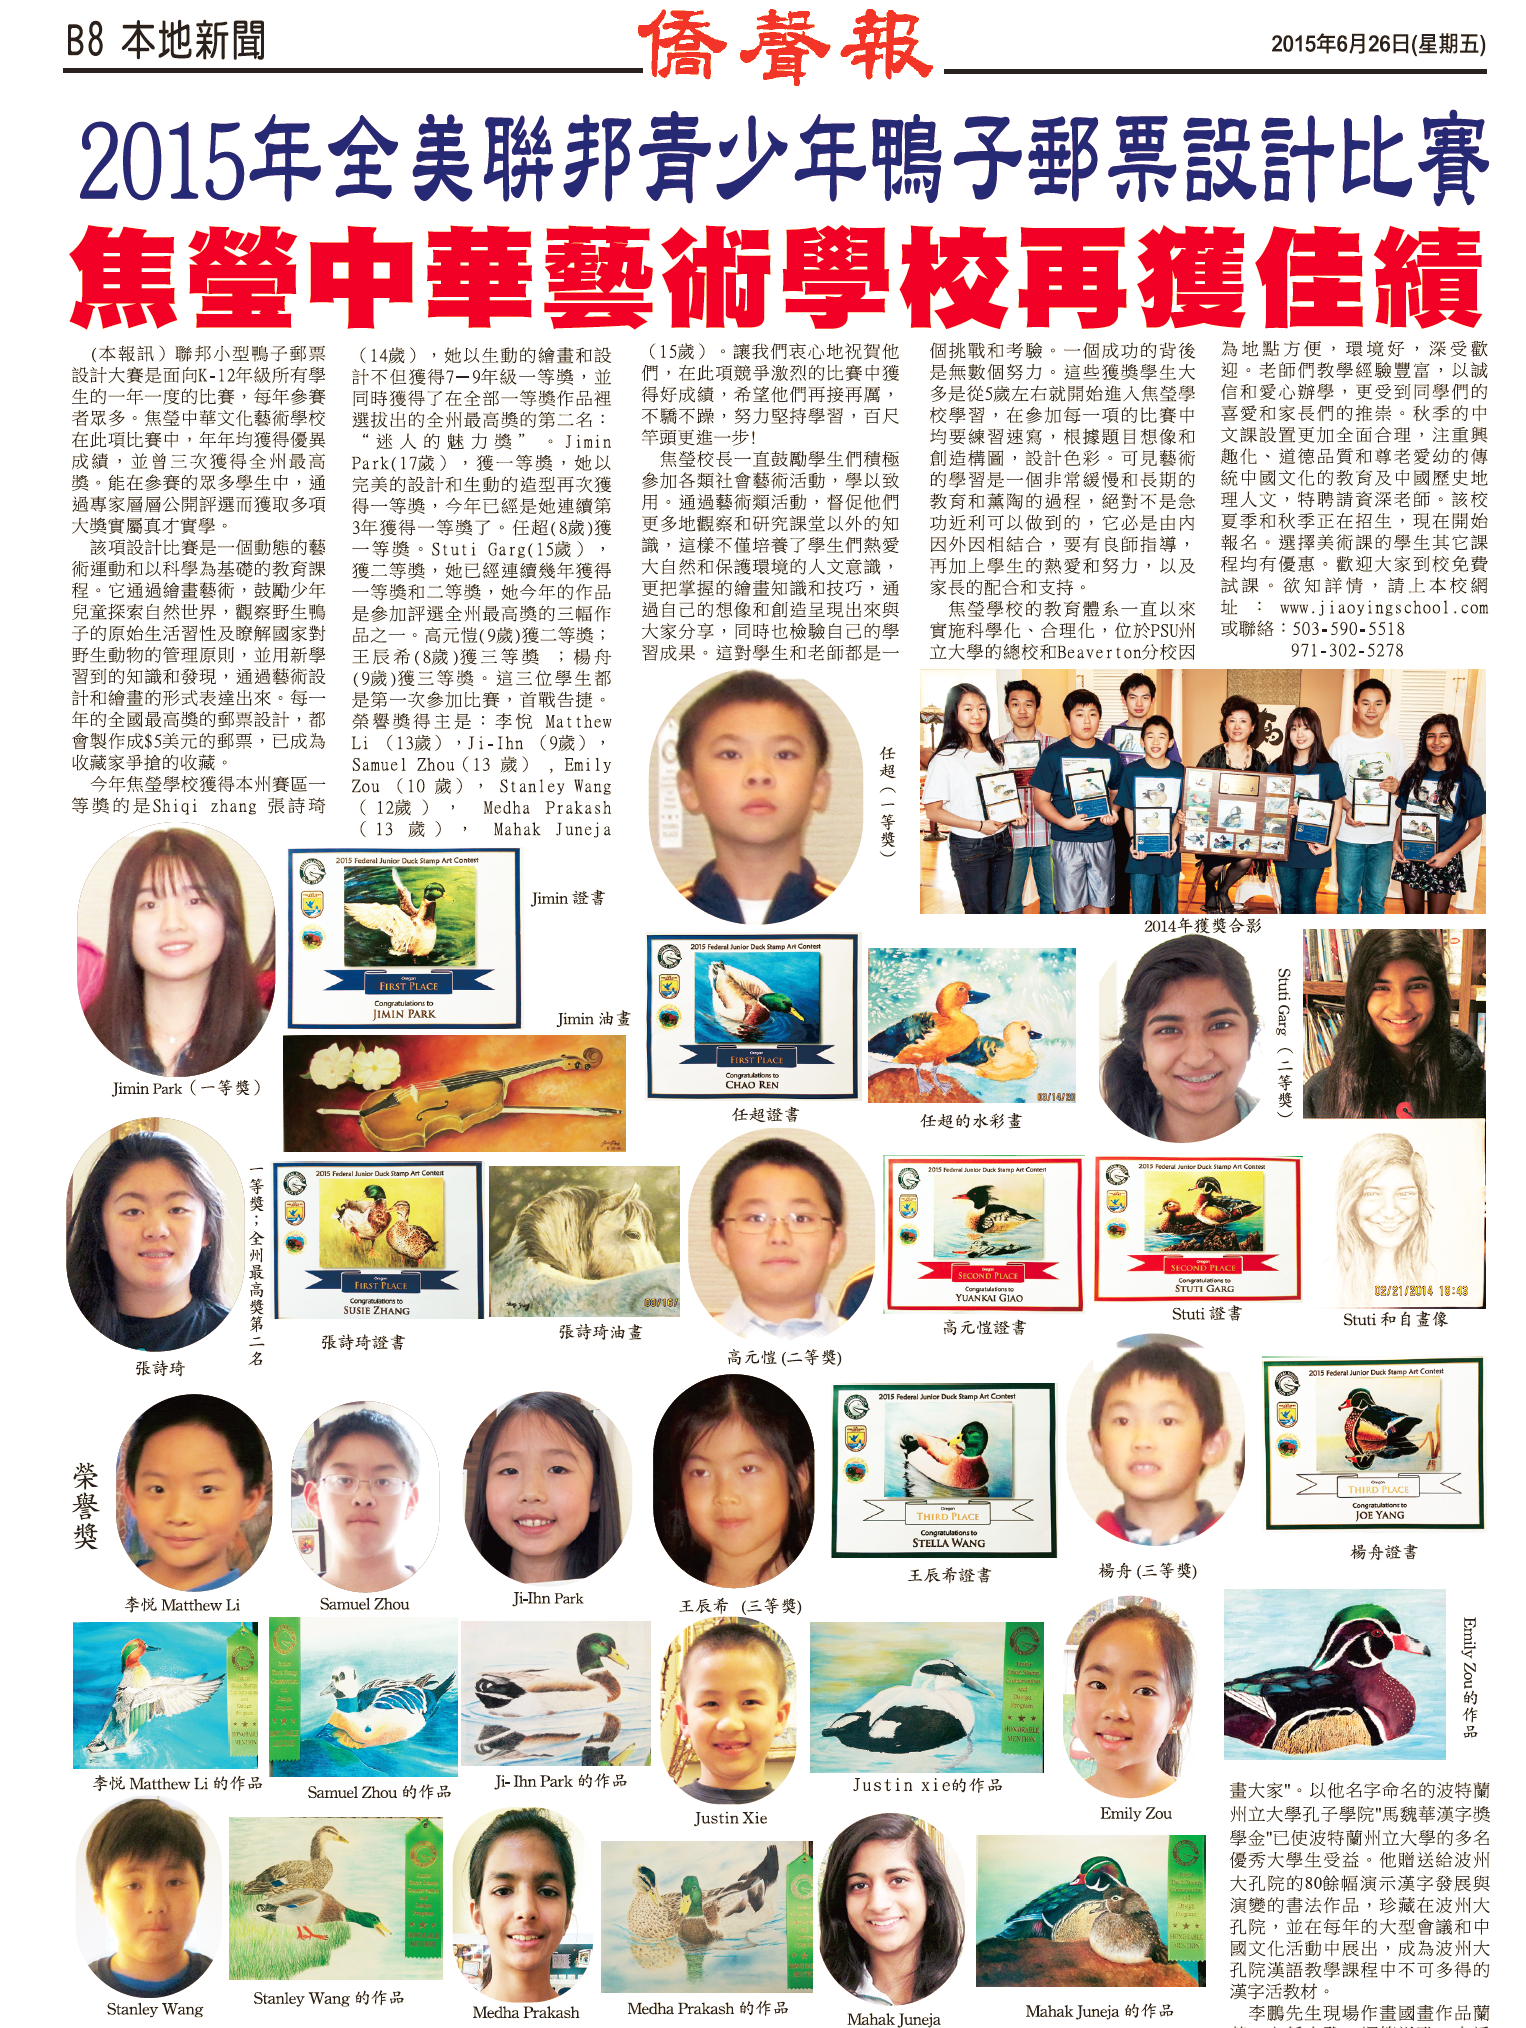 B8 本地新聞
僑聲報
2015年6月26日(星期五)
2015年全美聯邦青少年鴨子郵票設計比賽
焦瑩中華藝術學校再獲佳績
(本報訊）聯邦小型鴨子郵票
設計大賽是面向K-12年級所有學
生的一年一度的比賽，每年參賽
者眾多。焦瑩中華文化藝術學校
在此項比賽中，年年均獲得優異
成績，並曾三次獲得全州最高
獎。能在參賽的眾多學生中，通
過專家層層公開評選而獲取多項
大獎實屬真才實學。
該項設計比賽是一個動態的藝
術運動和以科學為基礎的教育課
程。它通過繪畫藝術，鼓勵少年
兒童探索自然世界，觀察野生鴨
子的原始生活習性及瞭解國家對
野生動物的管理原則，並用新學
習到的知識和發現，通過藝術設
計和繪畫的形式表達出來。每一
年的全國最高獎的郵票設計，都
會製作成$5美元的郵票，已成為
收藏家爭搶的收藏。
今年焦瑩學校獲得本州賽區一
等獎的是Shiqi zhang 張詩琦
（14歲），她以生動的繪畫和設
計不但獲得7－9年級一等獎，並
同時獲得了在全部一等獎作品裡
選拔出的全州最高獎的第二名：
“迷人的魅力獎”。Jimin
Park(17歲），獲一等獎，她以
完美的設計和生動的造型再次獲
得一等獎，今年已經是她連續第
3年獲得一等獎了。任超(8歲)獲
一等獎。Stuti Garg(15歲），
獲二等獎，她已經連續幾年獲得
一等獎和二等獎，她今年的作品
是參加評選全州最高獎的三幅作
品之一。高元愷(9歲)獲二等獎；
王辰希(8歲)獲三等獎 ；楊舟
(9歲)獲三等獎。這三位學生都
是第一次參加比賽，首戰告捷。
榮譽獎得主是：李悅 Matthew
Li （13歲），Ji-Ihn （9歲），
Samuel Zhou（13 歲） , Emily
Zou （10 歲）， Stanley Wang
（ 12歲 ）， Medha Prakash
（13 歲）， Mahak Juneja
（15歲）。讓我們衷心地祝賀他
們，在此項競爭激烈的比賽中獲
得好成績，希望他們再接再厲，
不驕不躁，努力堅持學習，百尺
竿頭更進一步!
焦瑩校長一直鼓勵學生們積極
參加各類社會藝術活動，學以致
用。通過藝術類活動，督促他們
更多地觀察和研究課堂以外的知
識，這樣不僅培養了學生們熱愛
大自然和保護環境的人文意識，
更把掌握的繪畫知識和技巧，通
過自己的想像和創造呈現出來與
大家分享，同時也檢驗自己的學
習成果。這對學生和老師都是一
個挑戰和考驗。一個成功的背後
是無數個努力。這些獲獎學生大
多是從5歲左右就開始進入焦瑩學
校學習，在參加每一項的比賽中
均要練習速寫，根據題目想像和
創造構圖，設計色彩。可見藝術
的學習是一個非常緩慢和長期的
教育和薰陶的過程，絕對不是急
功近利可以做到的，它必是由內
因外因相結合，要有良師指導，
再加上學生的熱愛和努力，以及
家長的配合和支持。
焦瑩學校的教育體系一直以來
實施科學化、合理化，位於PSU州
立大學的總校和Beaverton分校因
為地點方便，環境好，深受歡
迎。老師們教學經驗豐富，以誠
信和愛心辦學，更受到同學們的
喜愛和家長們的推崇。秋季的中
文課設置更加全面合理，注重興
趣化、道德品質和尊老愛幼的傳
統中國文化的教育及中國歷史地
理人文，特聘請資深老師。該校
夏季和秋季正在招生，現在開始
報名。選擇美術課的學生其它課
程均有優惠。歡迎大家到校免費
試課。欲知詳情，請上本校網
址：www.jiaoyingschool.com
或聯絡：503-590-5518
971-302-5278
任超（一等獎）
2014年獲獎合影
2015 Federal Junior Duck Stamp Art Contest
Oregon
FIRST PLACE
Congratulations to
JIMIN PARK
Jimin 證書
Jimin 油畫
Jimin Park（一等獎）
2015 Federal Junior Duck Stamp Art Contest
Oregon
FIRST PLACE
Congratulations to
CHAO REN
任超證書
03/14/20
任超的水彩畫
Stuti Garg （二等獎）
一等獎；全州最高獎第二名
張詩琦
2015 Federal Junior Duck Stamp Art Contest
Oregon
FIRST PLACE
Congratulations to
SUSIE ZHANG
張詩琦證書
03/16/
張詩琦油畫
高元愷 (二等獎)
2015 Federal Junior Duck Stamp Art Contest
Oregon
SECOND PLACE
Congratulations to
YUANKAI GIAO
高元愷證書
2015 Federal Junior Duck Stamp Art Contest
Oregon
SECOND PLACE
Congratulations to
STUTI GARG
Stuti 證書
02/21/2014 16:43
Stuti 和自畫像
榮譽獎
李悅 Matthew Li
Samuel Zhou
Ji-Ihn Park
王辰希 (三等獎)
2015 Federal Junior Duck Stamp Art Contest
Oregon
THIRD PLACE
Congratulations to
STELLA WANG
王辰希證書
楊舟 (三等獎)
2015 Federal Junior Duck Stamp Art Contest
Oregon
THIRD PLACE
Congratulations to
JOE YANG
楊舟證書
HONORABLE
MENTION
李悅 Matthew Li 的作品
Samuel Zhou 的作品
Ji- Ihn Park 的作品
Justin Xie
HONORABLE
MENTION
Justin xie的作品
Emily Zou
Emily Zou的作品
Stanley Wang
Stanley Wang 的作品
Medha Prakash
Medha Prakash 的作品
Mahak Juneja
Mahak Juneja 的作品
畫大家"。以他名字命名的波特蘭
州立大學孔子學院"馬魏華漢字獎
學金"已使波特蘭州立大學的多名
優秀大學生受益。他贈送給波州
大孔院的80餘幅演示漢字發展與
演變的書法作品，珍藏在波州大
孔院，並在每年的大型會議和中
國文化活動中展出，成為波州大
孔院漢語教學課程中不可多得的
漢字活教材。
李鵬先生現場作畫國畫作品蘭